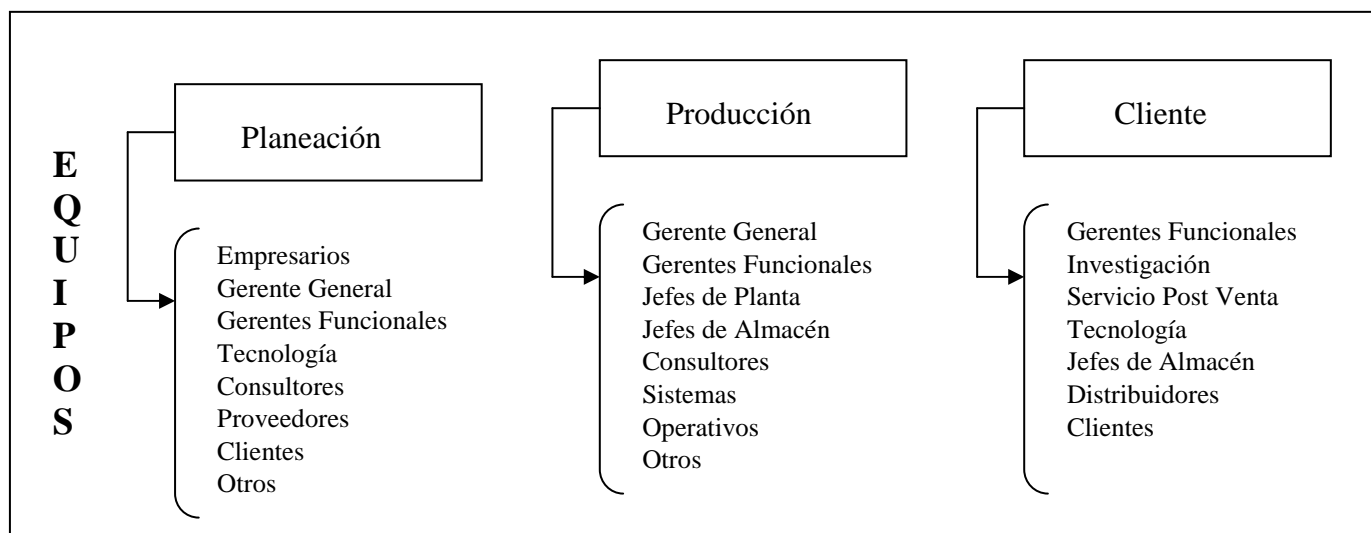 EQUIPOS
Planeación
Empresarios
Gerente General
Gerentes Funcionales
Tecnología
Consultores
Proveedores
Clientes
Otros
Producción
Gerente General
Gerentes Funcionales
Jefes de Planta
Jefes de Almacén
Consultores
Sistemas
Operativos
Otros
Cliente
Gerentes Funcionales
Investigación
Servicio Post Venta
Tecnología
Jefes de Almacén
Distribuidores
Clientes